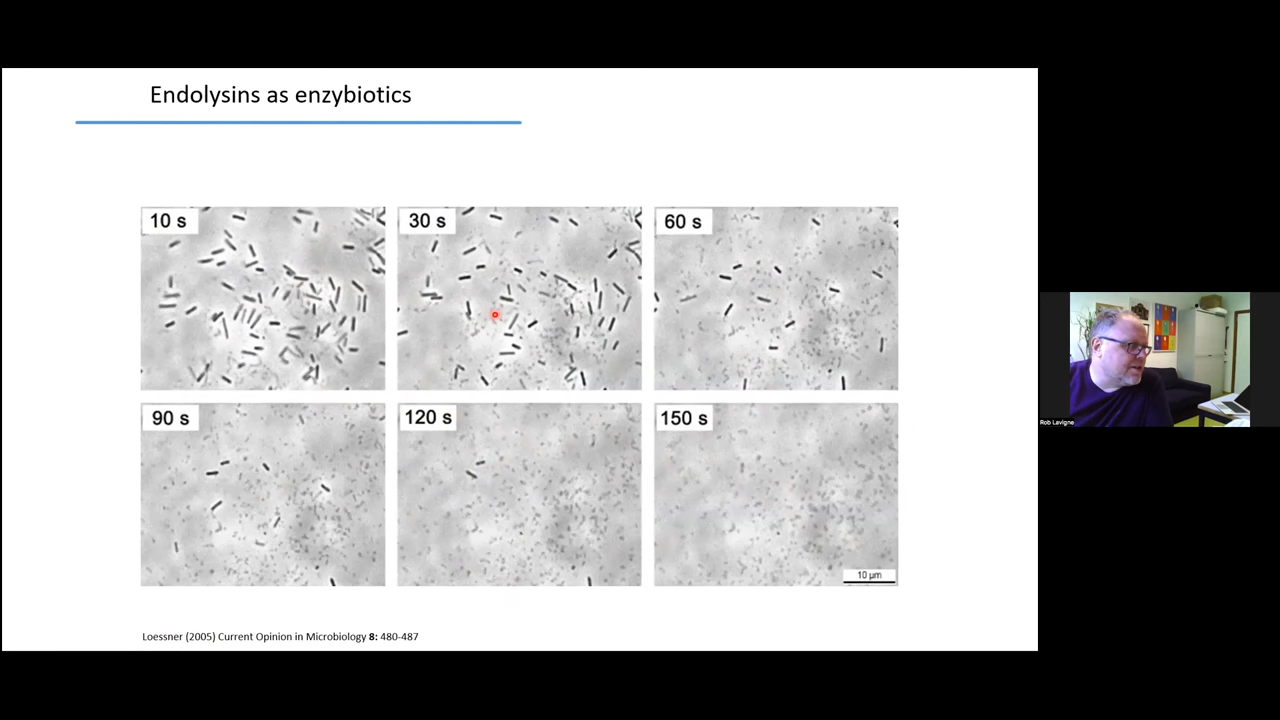 Endolysins as enzybiotics
10 s
30 s
60 s
90 s
120 s
150 s
10 µm
Loessner (2005) Current Opinion in Microbiology 8: 480-487
Rob Lavigne